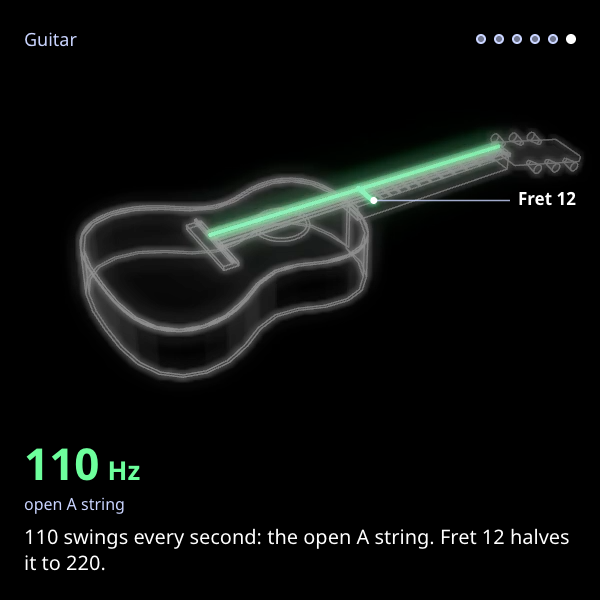 Guitar
Fret 12
110 Hz
open A string
110 swings every second: the open A string. Fret 12 halves
it to 220.